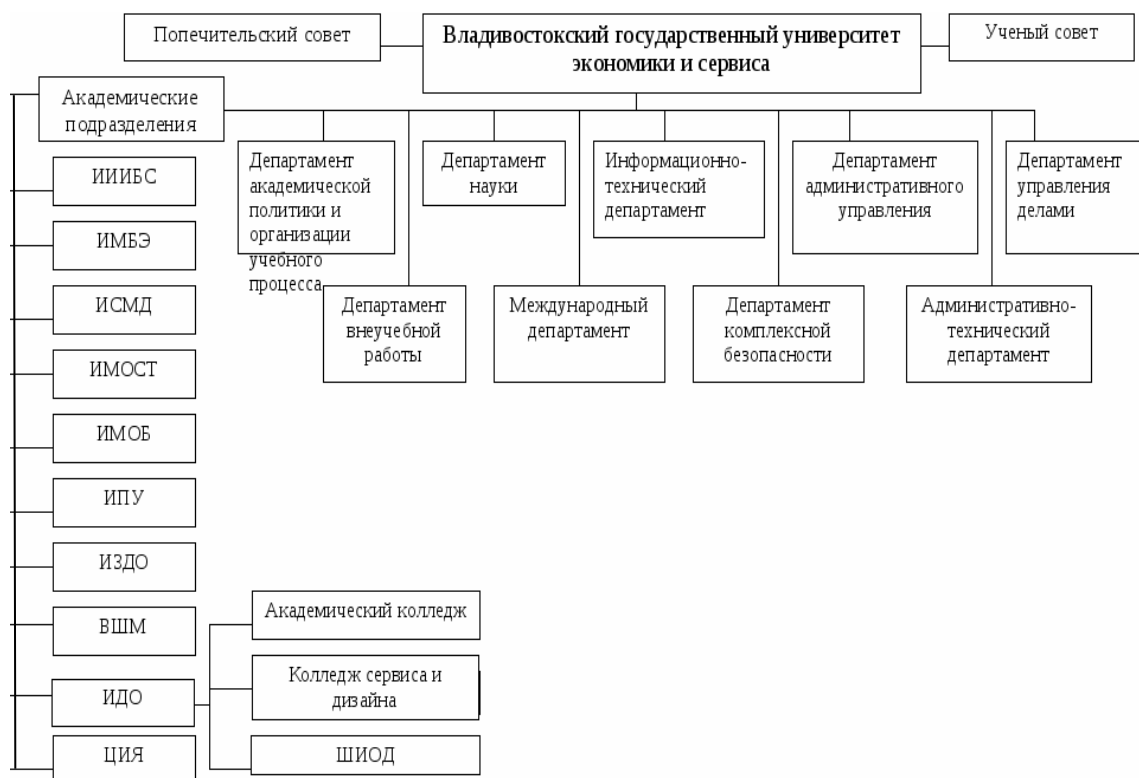 Попечительский совет
Владивостокский государственный университет
экономики и сервиса
Ученый совет
Академические
подразделения
Департамент
академической
политики и
организации
учебного
процесса
Департамент
науки
Информационно-
технический
департамент
Департамент
административного
управления
Департамент
управления
делами
Департамент
внеучебной
работы
Международный
департамент
Департамент
комплексной
безопасности
Административно-
технический
департамент
ИИИБС
ИМБЭ
ИСМД
ИМОСТ
ИМОБ
ИПУ
ИЗДО
ВШМ
ИДО
ЦИЯ
Академический колледж
Колледж сервиса и
дизайна
ШИОД